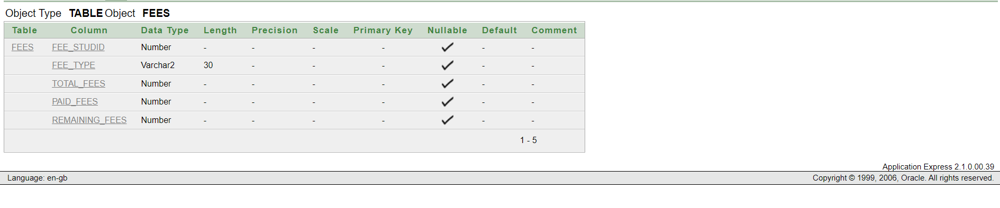 Object Type TABLE Object FEES
Table Column Data Type Length Precision Scale Primary Key Nullable Default Comment
FEES FEE_STUDID Number - - - - - -
FEE_TYPE Varchar2 30 - - - - -
TOTAL_FEES Number - - - - - -
PAID_FEES Number - - - - - -
REMAINING_FEES Number - - - - - -
1 - 5
Application Express 2.1.0.00.39
Language: en-gb Copyright © 1999, 2006, Oracle. All rights reserved.